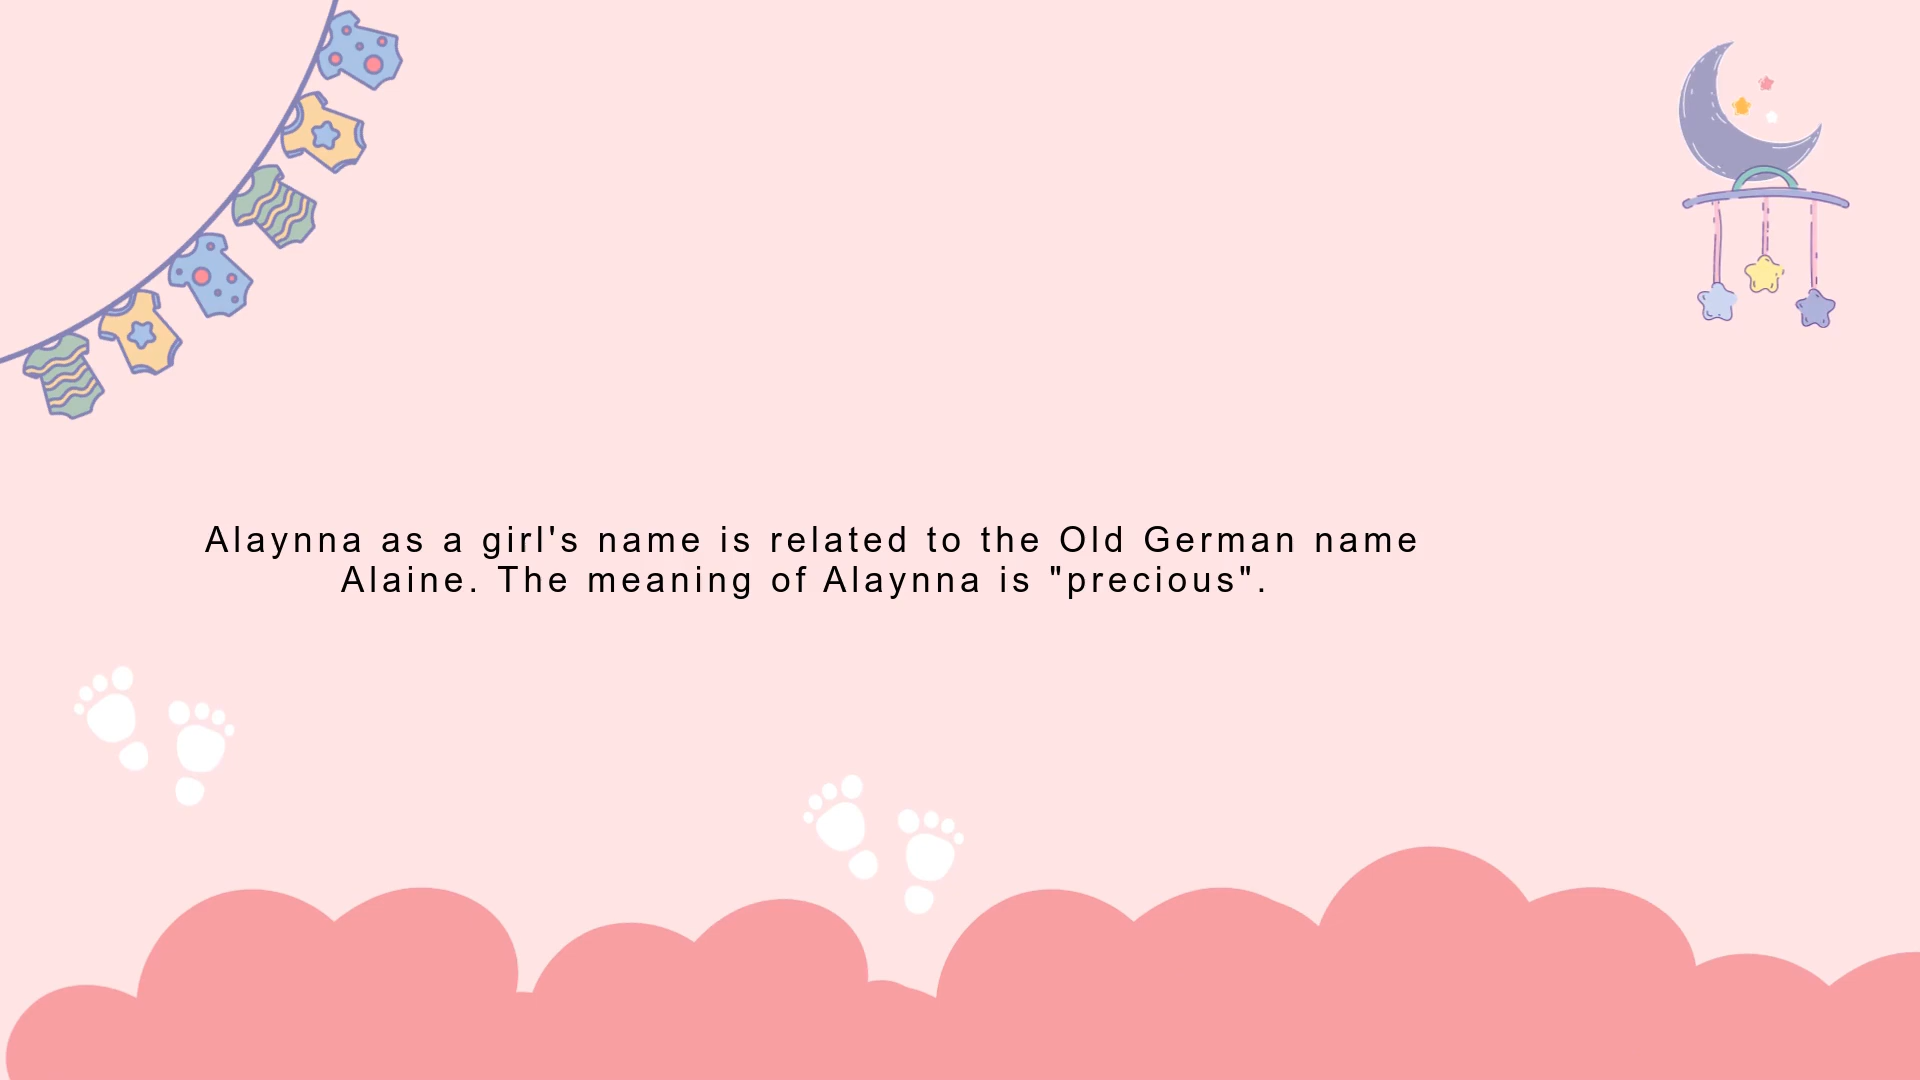 Alaynna as a girl's name is related to the Old German name
Alaine. The meaning of Alaynna is "precious".